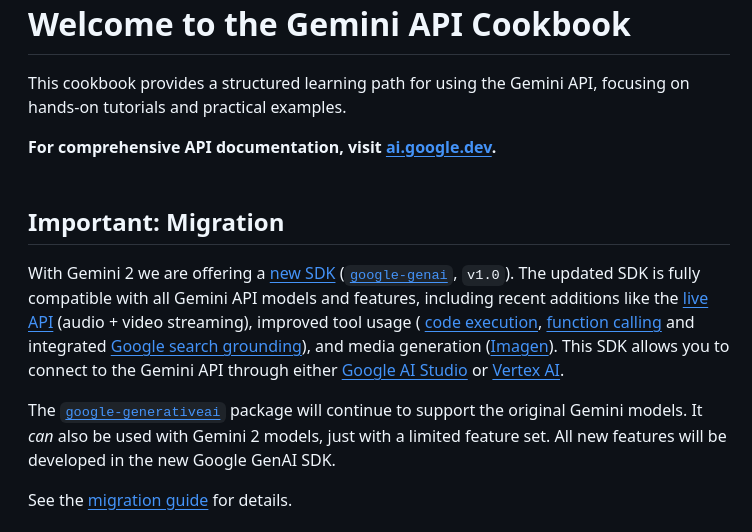 Welcome to the Gemini API Cookbook
This cookbook provides a structured learning path for using the Gemini API, focusing on
hands-on tutorials and practical examples.
For comprehensive API documentation, visit ai.google.dev.
Important: Migration
With Gemini 2 we are offering a new SDK (google-genai, v1.0). The updated SDK is fully
compatible with all Gemini API models and features, including recent additions like the live
API (audio + video streaming), improved tool usage ( code execution, function calling and
integrated Google search grounding), and media generation (Imagen). This SDK allows you to
connect to the Gemini API through either Google AI Studio or Vertex AI.
The google-generativeai package will continue to support the original Gemini models. It
can also be used with Gemini 2 models, just with a limited feature set. All new features will be
developed in the new Google GenAI SDK.
See the migration guide for details.